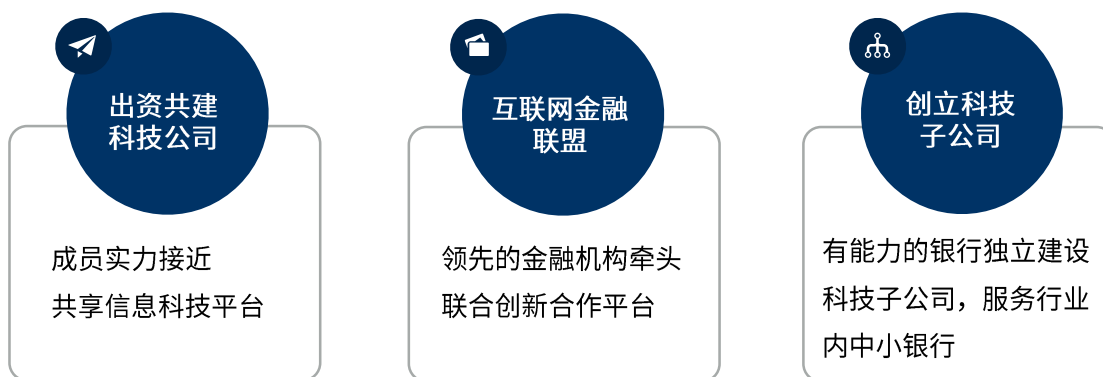 出资共建
科技公司
成员实力接近
共享信息科技平台
互联网金融
联盟
领先的金融机构牵头
联合创新合作平台
创立科技
子公司
有能力的银行独立建设
科技子公司，服务行业
内中小银行